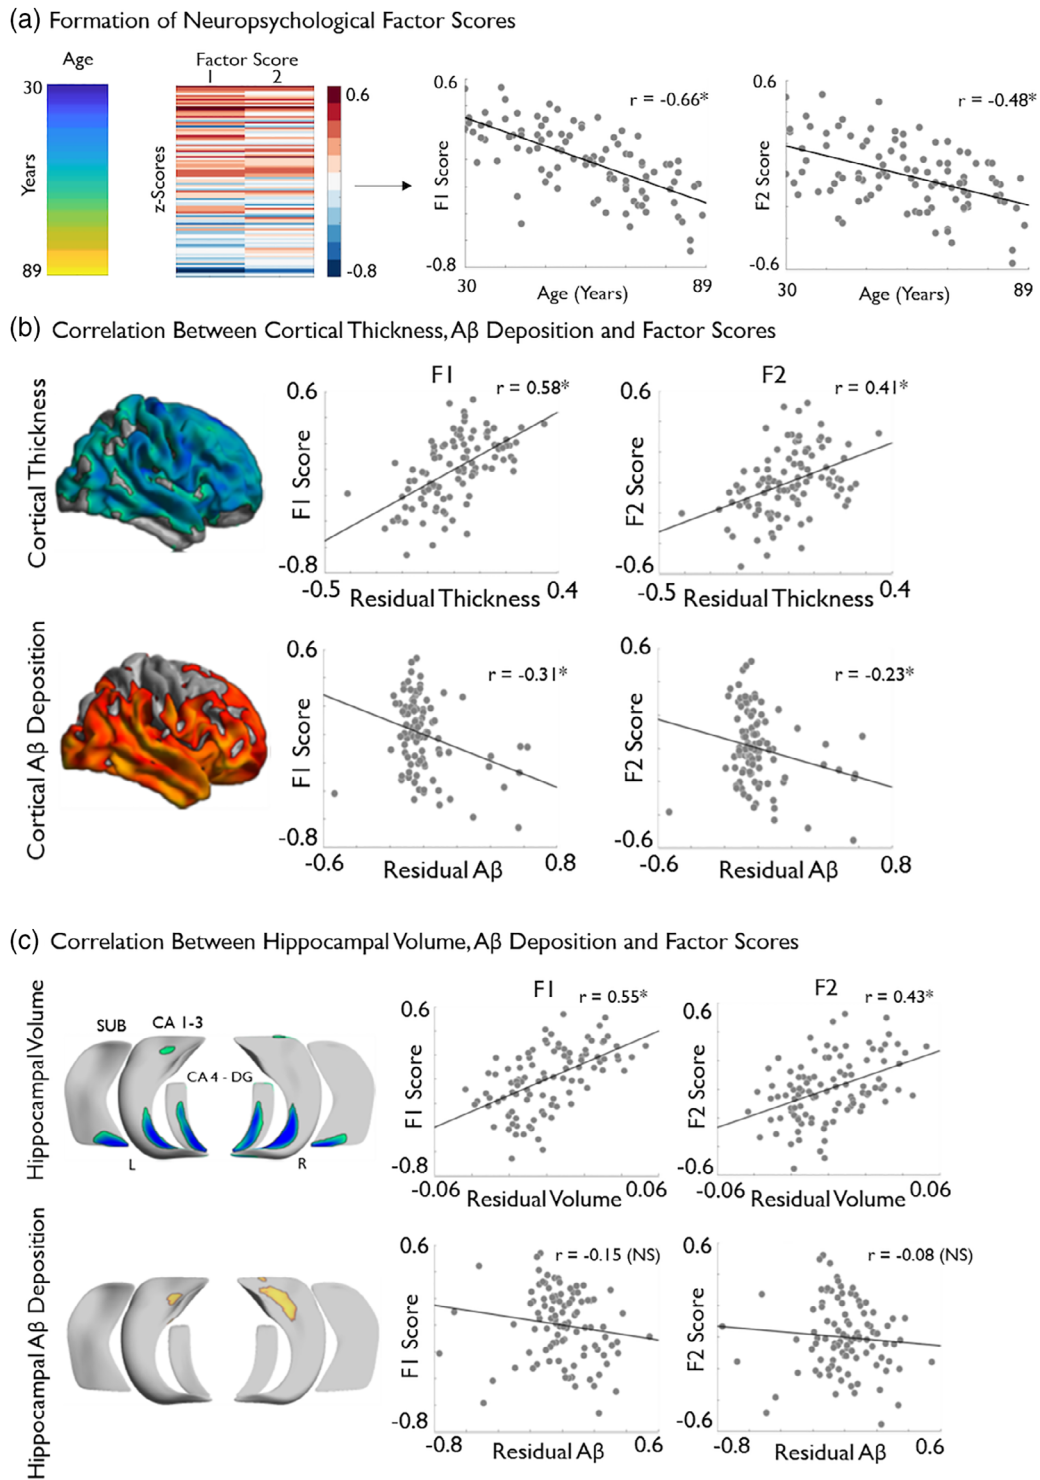 (a) Formation of Neuropsychological Factor Scores
Age
Factor Score
1 2
30
Years
89
z-Scores
0.6
-0.8
0.6
F1 Score
-0.8
r = -0.66*
30 Age (Years) 89
0.6
F2 Score
-0.6
r = -0.48*
30 Age (Years) 89
(b) Correlation Between Cortical Thickness, Aβ Deposition and Factor Scores
Cortical Thickness
F1
r = 0.58*
0.6
F1 Score
-0.8
-0.5 Residual Thickness 0.4
F2
r = 0.41*
0.6
F2 Score
-0.6
-0.5 Residual Thickness 0.4
Cortical Aβ Deposition
0.6
r = -0.31*
F1 Score
-0.8
-0.6 Residual Aβ 0.8
0.6
r = -0.23*
F2 Score
-0.6
-0.6 Residual Aβ 0.8
(c) Correlation Between Hippocampal Volume, Aβ Deposition and Factor Scores
Hippocampal Volume
SUB CA 1-3
CA 4 - DG
L R
F1
r = 0.55*
0.6
F1 Score
-0.8
-0.06 Residual Volume 0.06
F2
r = 0.43*
0.6
F2 Score
-0.6
-0.06 Residual Volume 0.06
Hippocampal Aβ Deposition
0.6
r = -0.15 (NS)
F1 Score
-0.8
-0.8 Residual Aβ 0.6
0.6
r = -0.08 (NS)
F2 Score
-0.6
-0.8 Residual Aβ 0.6